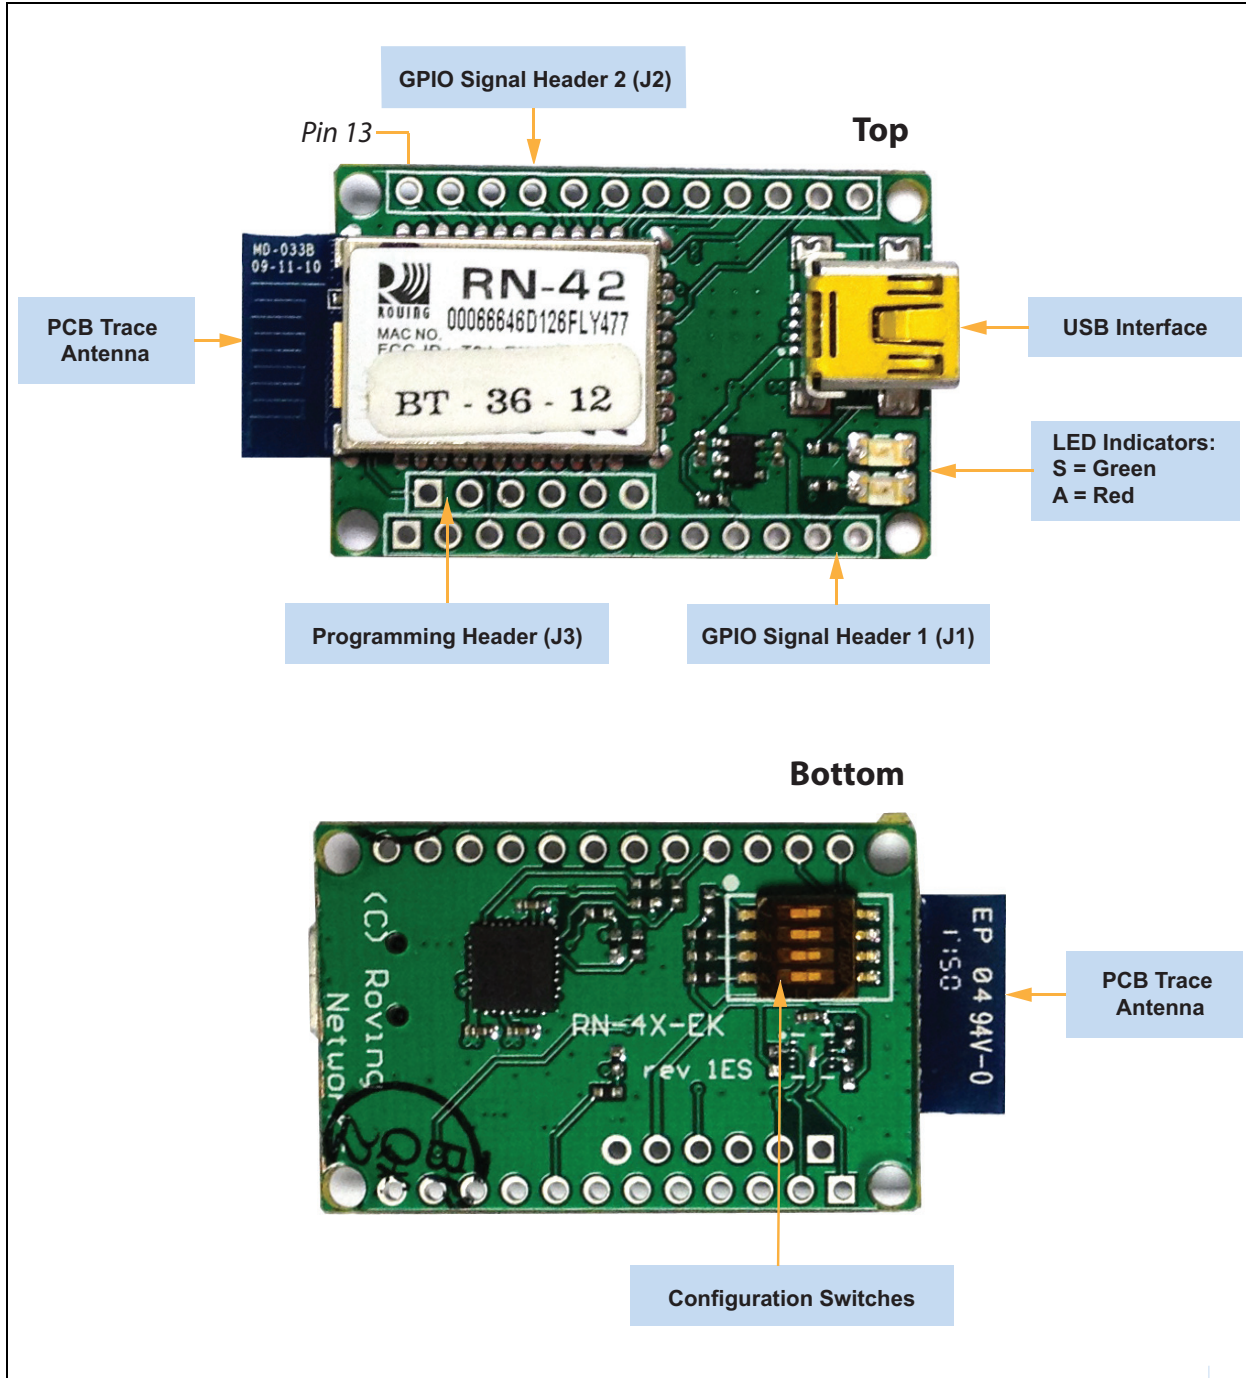 GPIO Signal Header 2 (J2)
Pin 13
Top
MD-033B
09-11-10
ROVING
RN-42
00066646D126FLY477
MAC NO.
BT - 36 - 12
PCB Trace
Antenna
USB Interface
LED Indicators:
S = Green
A = Red
Programming Header (J3)
GPIO Signal Header 1 (J1)
Bottom
(C) Roving
Networ
RN-4X-EK
rev 1ES
EP 04 94V-0
PCB Trace
Antenna
Configuration Switches